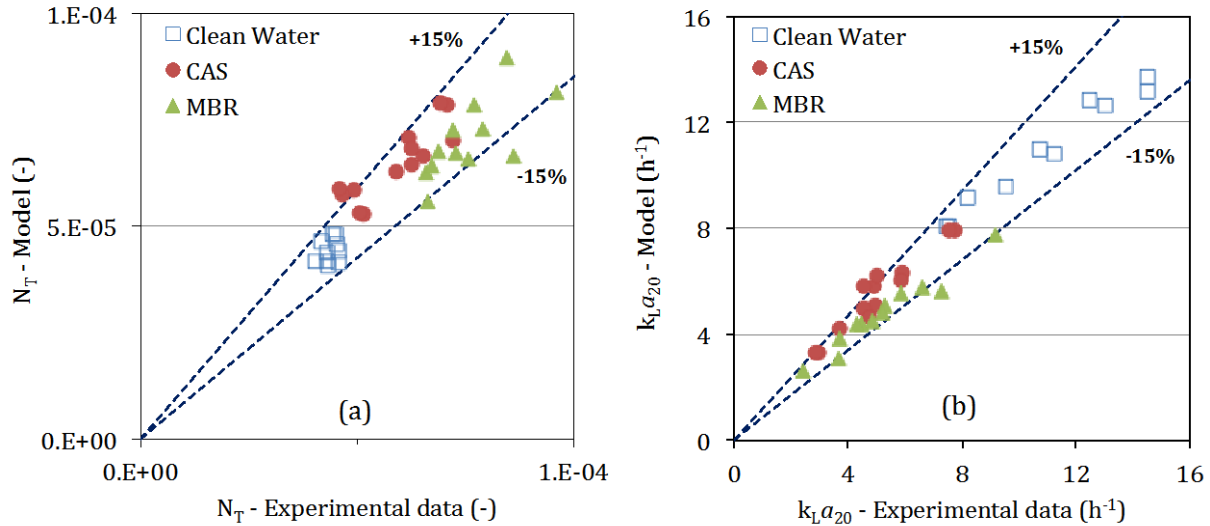 1.E-04
Clean Water
CAS
MBR
+15%
-15%
N_T - Model (-)
5.E-05
0.E+00
(a)
0.E+00
1.E-04
N_T - Experimental data (-)
16
Clean Water
CAS
MBR
+15%
-15%
k_La_20 - Model (h^-1)
12
8
4
0
(b)
0
4
8
12
16
k_La_20 - Experimental data (h^-1)